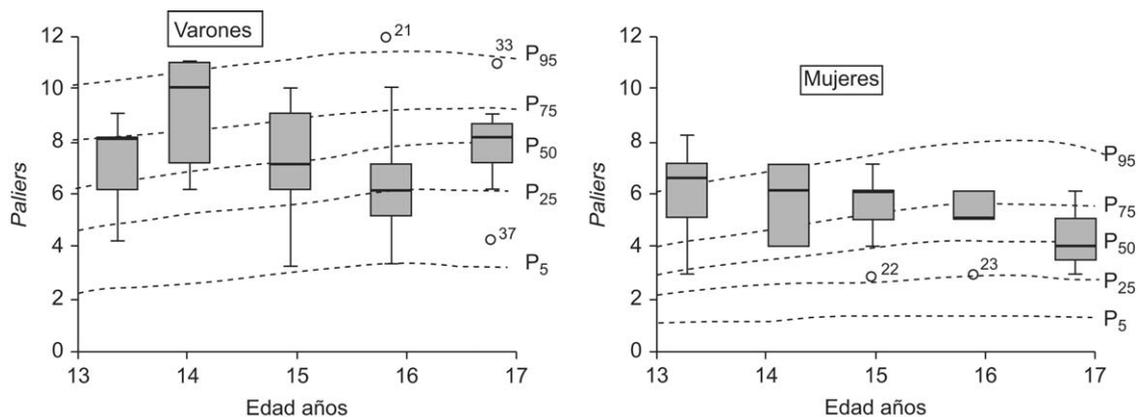 Varones
12
10
8
6
4
2
0
Paliers
13 14 15 16 17
Edad años
21
33
37
P95
P75
P50
P25
P5
Mujeres
12
10
8
6
4
2
0
Paliers
13 14 15 16 17
Edad años
22
23
P95
P75
P50
P25
P5